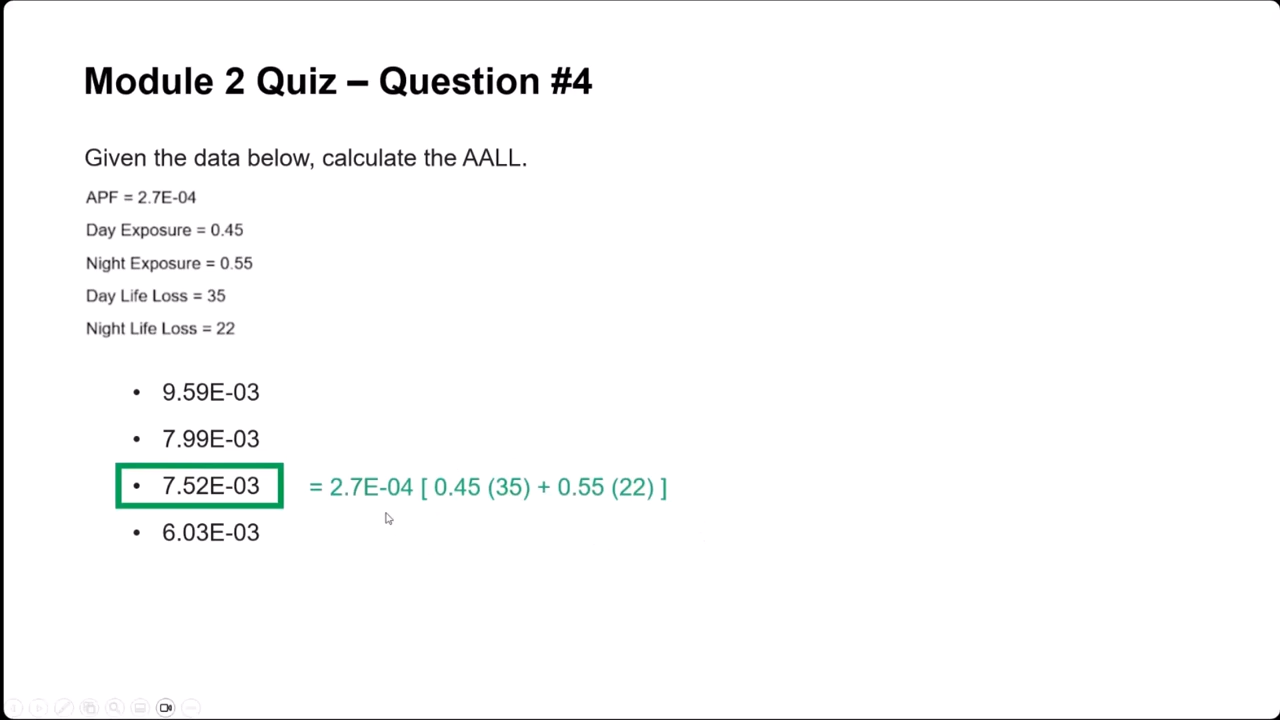 Module 2 Quiz – Question #4
Given the data below, calculate the AALL.
APF = 2.7E-04
Day Exposure = 0.45
Night Exposure = 0.55
Day Life Loss = 35
Night Life Loss = 22
• 9.59E-03
• 7.99E-03
• 7.52E-03 = 2.7E-04 [ 0.45 (35) + 0.55 (22) ]
• 6.03E-03